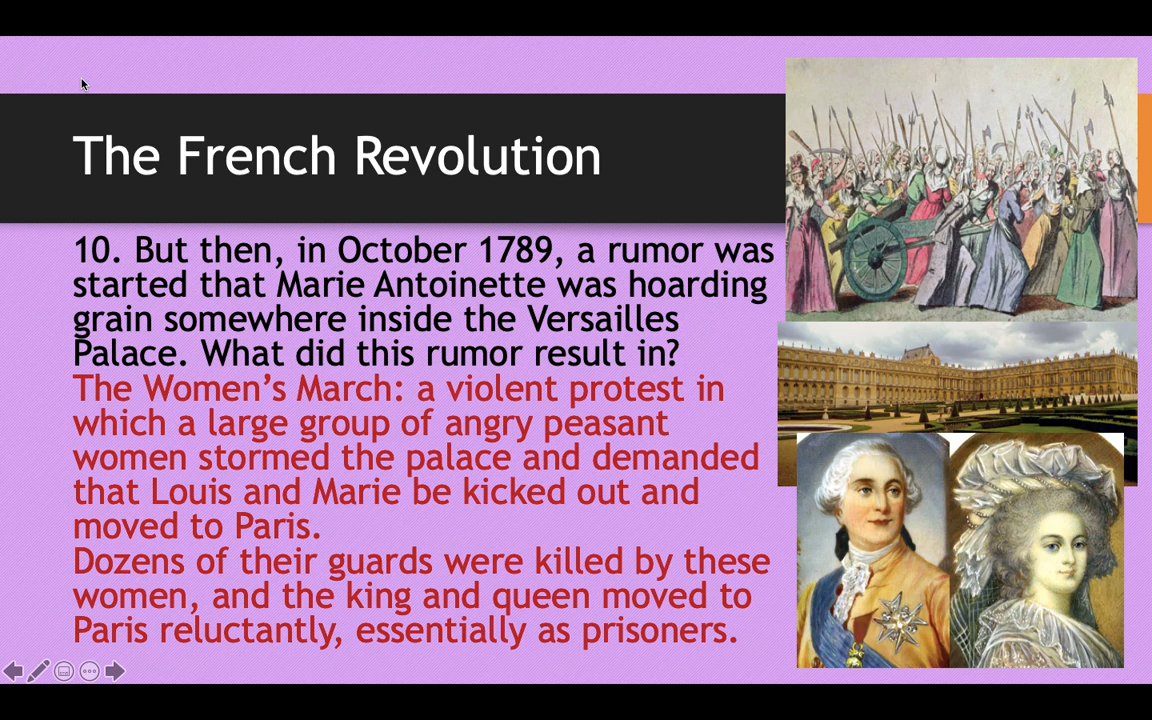 The French Revolution
10. But then, in October 1789, a rumor was
started that Marie Antoinette was hoarding
grain somewhere inside the Versailles
Palace. What did this rumor result in?
The Women’s March: a violent protest in
which a large group of angry peasant
women stormed the palace and demanded
that Louis and Marie be kicked out and
moved to Paris.
Dozens of their guards were killed by these
women, and the king and queen moved to
Paris reluctantly, essentially as prisoners.